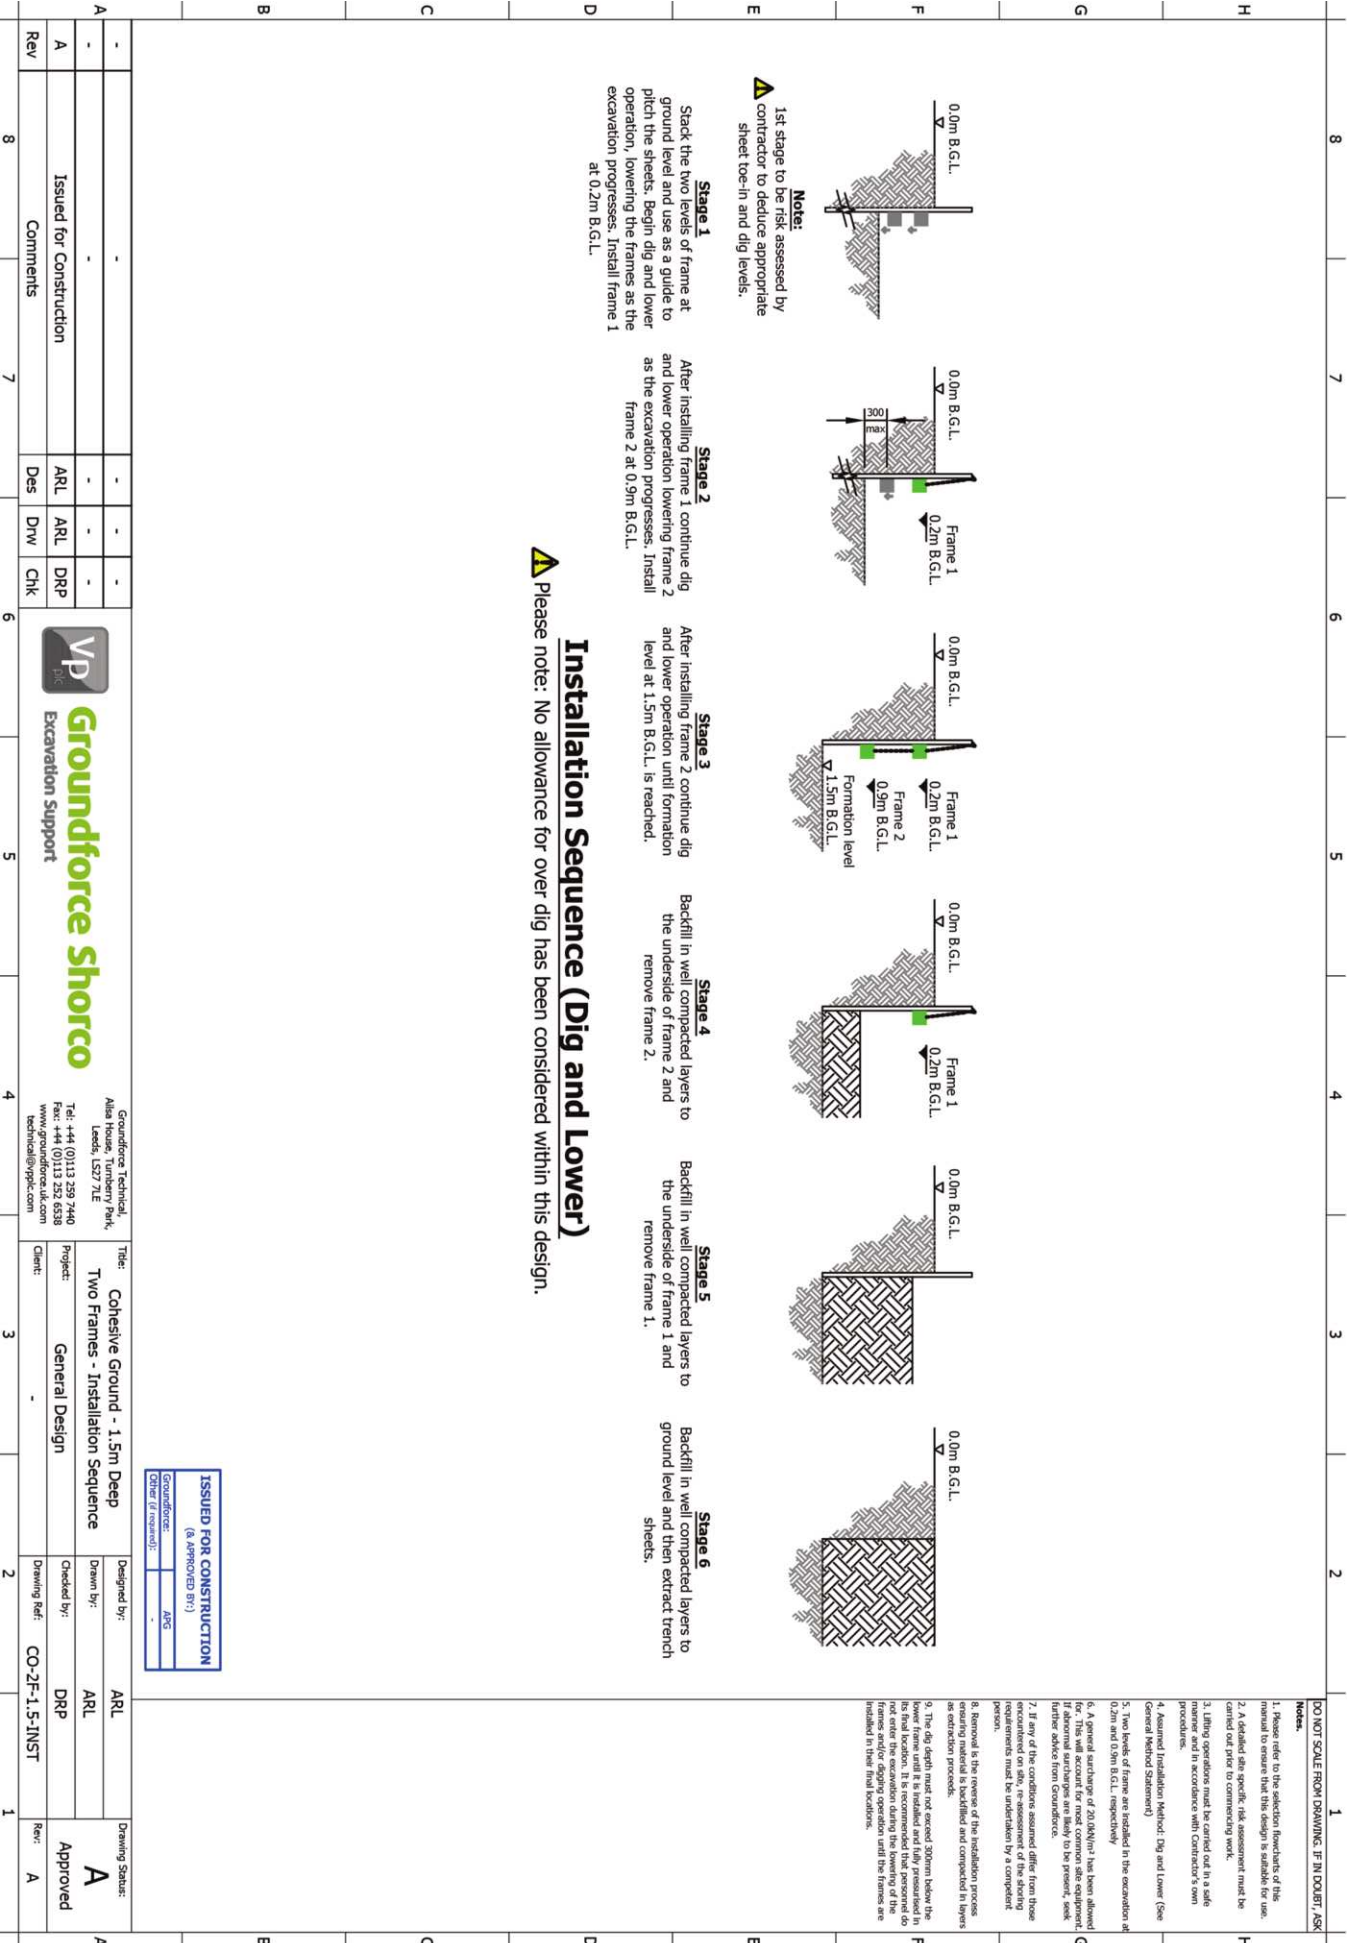 8
7
6
5
4
3
2
1
H
G
F
E
D
C
B
A
DO NOT SCALE FROM DRAWING. IF IN DOUBT, ASK
Notes.
1. Please refer to the selection flowcharts of this
manual to ensure that this design is suitable for use.
2. A detailed site specific risk assessment must be
carried out prior to commencing work.
3. Lifting operations must be carried out in a safe
manner and in accordance with Contractor's own
procedures.
4. Assumed Installation Method: Dig and Lower (See
General Method Statement)
5. Two levels of frame are installed in the excavation at
0.2m and 0.9m B.G.L. respectively
6. A general surcharge of 20.0kN/m² has been allowed
for. This will account for most common site equipment.
If abnormal surcharges are likely to be present, seek
further advice from Groundforce.
7. If any of the conditions assumed differ from those
encountered on site, re-assessment of the shoring
requirements must be undertaken by a competent
person.
8. Removal is the reverse of the installation process
ensuring material is backfilled and compacted in layers
as extraction proceeds.
9. The dig depth must not exceed 300mm below the
lower frame until it is installed and fully pressurised in
its final location. It is recommended that personnel do
not enter the excavation during the lowering of the
frames and/or digging operation until the frames are
installed in their final locations.
0.0m B.G.L.
Note:
1st stage to be risk assessed by
contractor to deduce appropriate
sheet toe-in and dig levels.
Stage 1
Stack the two levels of frame at
ground level and use as a guide to
pitch the sheets. Begin dig and lower
operation, lowering the frames as the
excavation progresses. Install frame 1
at 0.2m B.G.L.
0.0m B.G.L.
300
max
Frame 1
0.2m B.G.L.
Stage 2
After installing frame 1 continue dig
and lower operation lowering frame 2
as the excavation progresses. Install
frame 2 at 0.9m B.G.L.
0.0m B.G.L.
Frame 1
0.2m B.G.L.
Frame 2
0.9m B.G.L.
Formation level
1.5m B.G.L.
Stage 3
After installing frame 2 continue dig
and lower operation until formation
level at 1.5m B.G.L. is reached.
0.0m B.G.L.
Frame 1
0.2m B.G.L.
Stage 4
Backfill in well compacted layers to
the underside of frame 2 and
remove frame 2.
0.0m B.G.L.
Stage 5
Backfill in well compacted layers to
the underside of frame 1 and
remove frame 1.
0.0m B.G.L.
Stage 6
Backfill in well compacted layers to
ground level and then extract trench
sheets.
Installation Sequence (Dig and Lower)
Please note: No allowance for over dig has been considered within this design.
ISSUED FOR CONSTRUCTION
(& APPROVED BY:)
Groundforce: APG
Other (if required): -
- - - - -
- - - - -
A Issued for Construction ARL ARL DRP
Rev Comments Des Drw Chk
Vp
plc
Groundforce Shorco
Excavation Support
Groundforce Technical,
Ailsa House, Turnberry Park,
Leeds, LS27 7LE
Tel: +44 (0)113 259 7440
Fax: +44 (0)113 252 6538
www.groundforce.uk.com
technical@vpplc.com
Title: Cohesive Ground - 1.5m Deep
Two Frames - Installation Sequence
Project: General Design
Client: -
Designed by: ARL
Drawn by: ARL
Checked by: DRP
Drawing Ref: CO-2F-1.5-INST
Drawing Status:
A
Approved
Rev: A
8
7
6
5
4
3
2
1
H
G
F
E
D
C
B
A